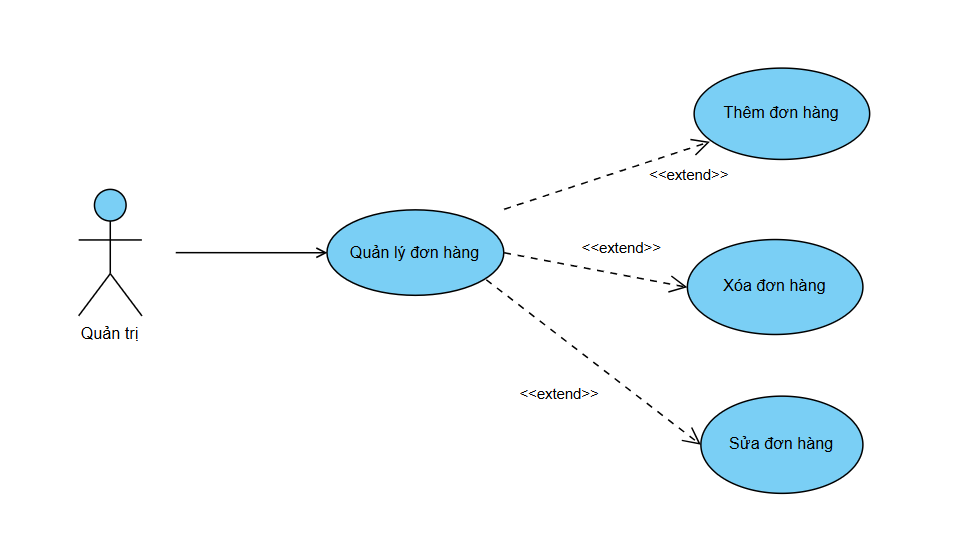 Thêm đơn hàng
<<extend>>
<<extend>>
Quản lý đơn hàng
Xóa đơn hàng
Quản trị
<<extend>>
Sửa đơn hàng